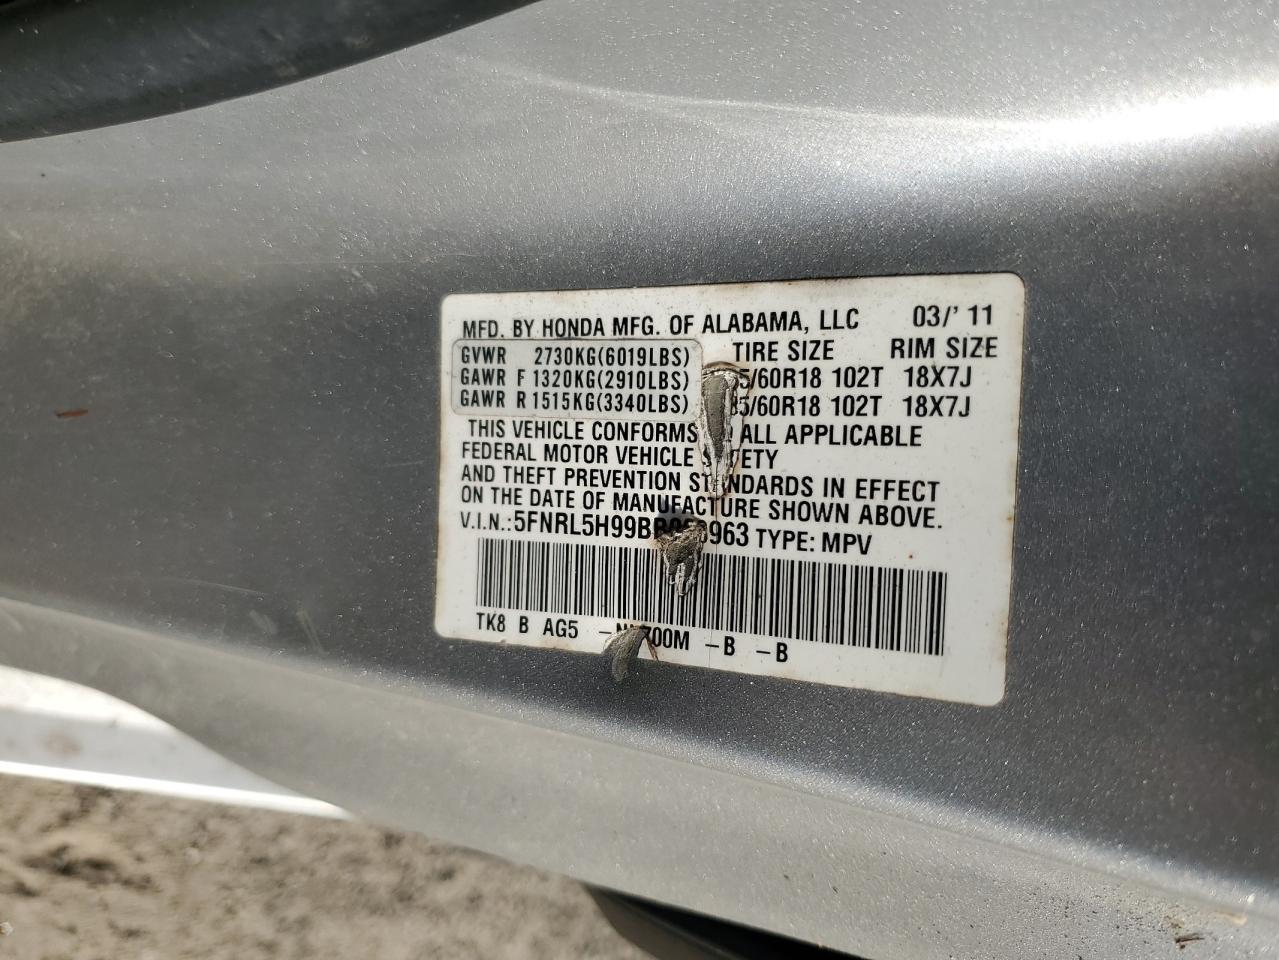 MFD. BY HONDA MFG. OF ALABAMA, LLC 03/' 11
GVWR 2730KG(6019LBS) TIRE SIZE RIM SIZE
GAWR F 1320KG(2910LBS) 5/60R18 102T 18X7J
GAWR R 1515KG(3340LBS) 5/60R18 102T 18X7J
THIS VEHICLE CONFORMS ALL APPLICABLE
FEDERAL MOTOR VEHICLE
AND THEFT PREVENTION STANDARDS IN EFFECT
ON THE DATE OF MANUFACTURE SHOWN ABOVE.
V.I.N.: TYPE: MPV
TK8 B AG5 -B -B